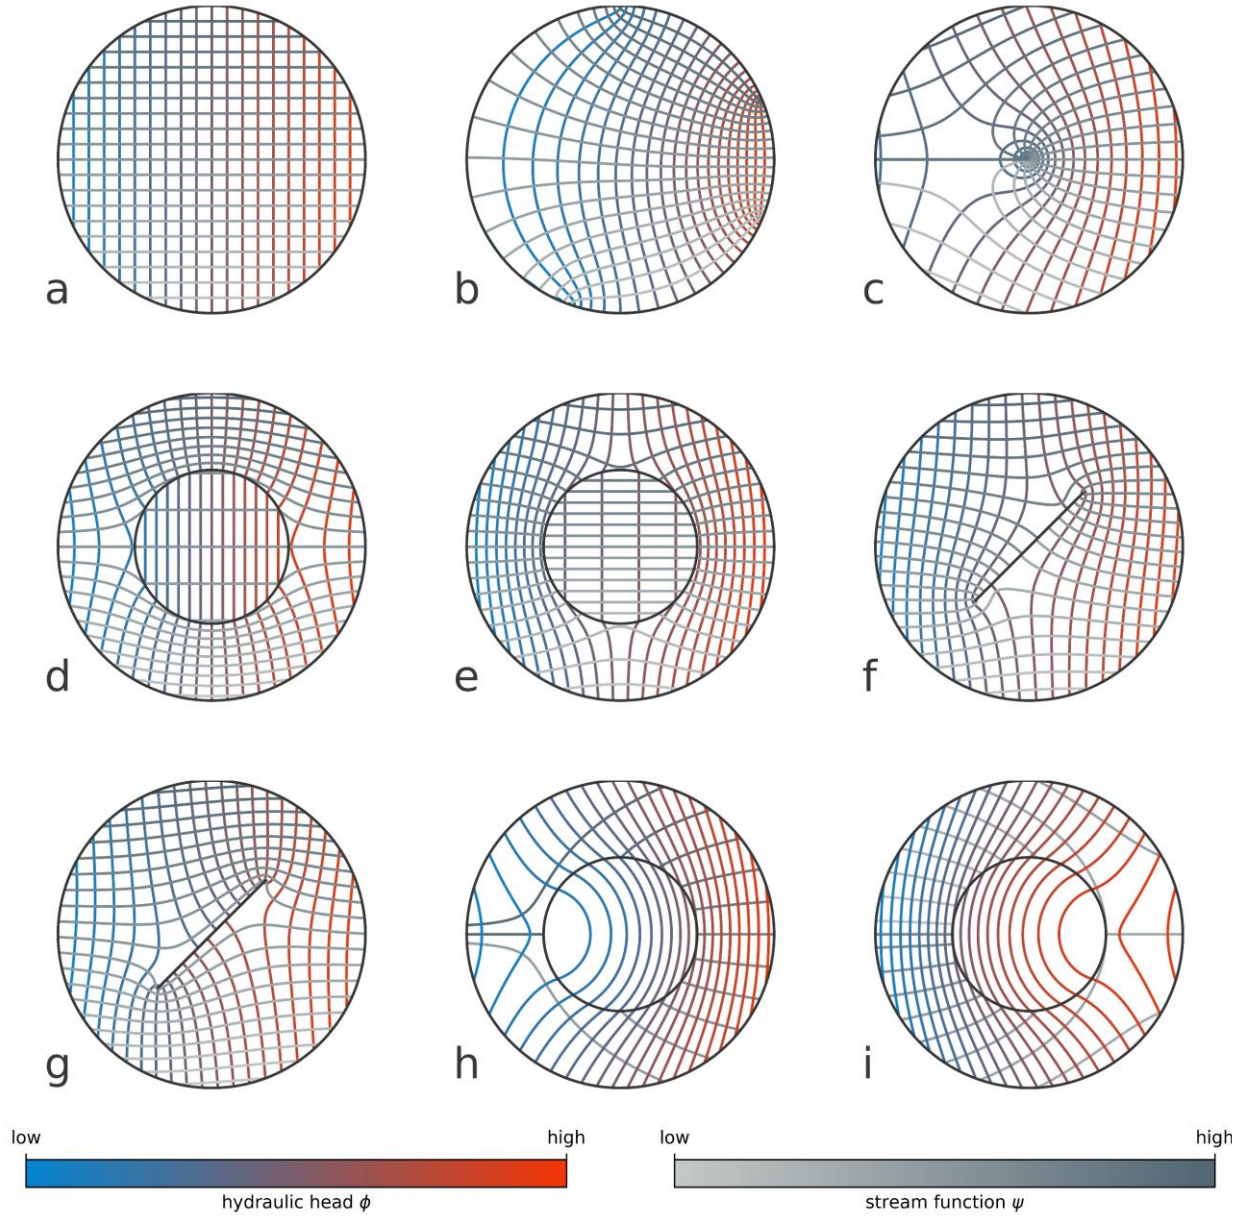 a
b
c
d
e
f
g
h
i
low
high
low
high
hydraulic head ϕ
stream function ψ